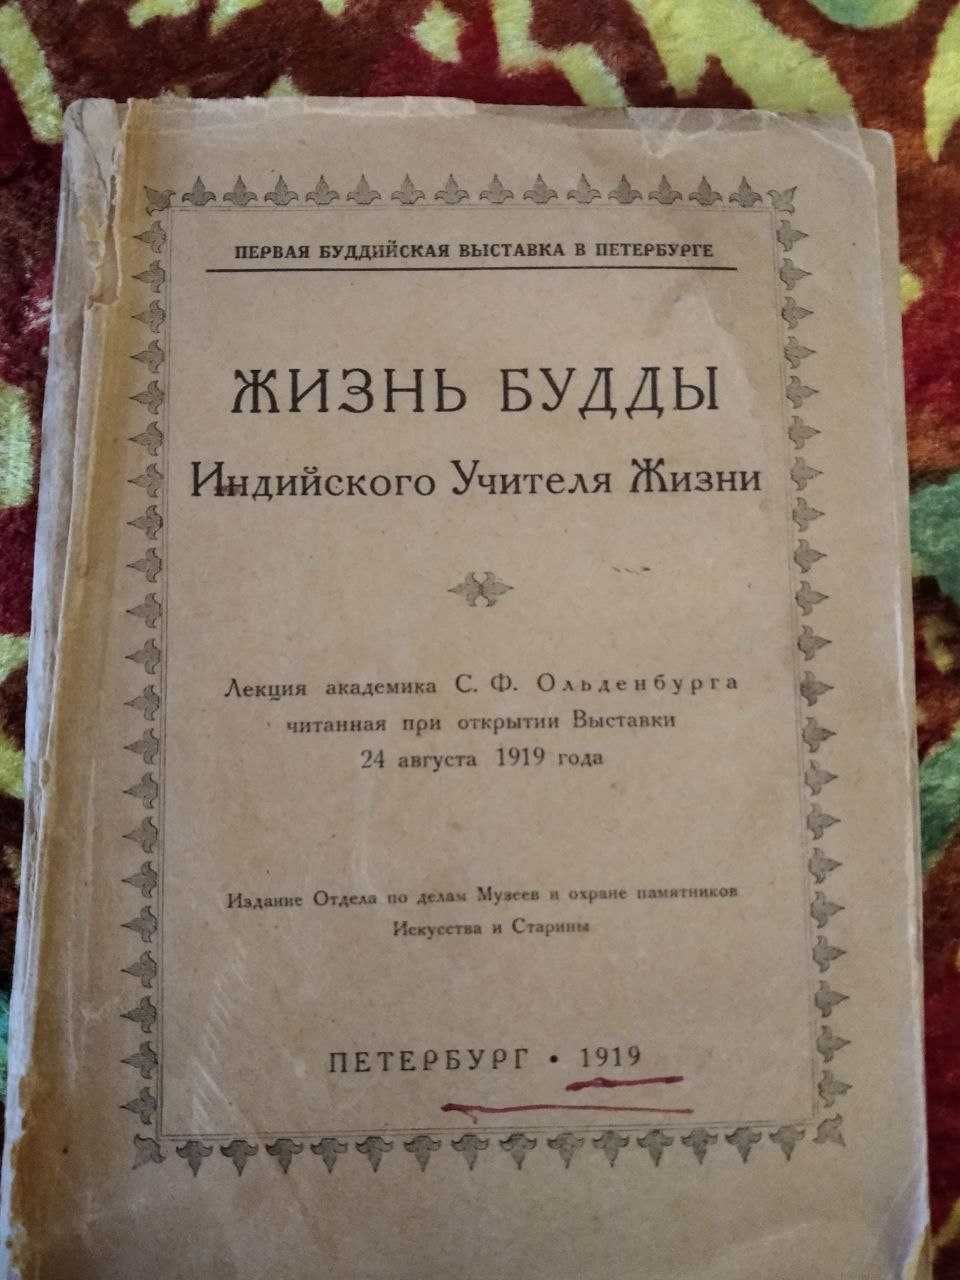 ПЕРВАЯ БУДДИЙСКАЯ ВЫСТАВКА В ПЕТЕРБУРГЕ
ЖИЗНЬ БУДДЫ
Индийского Учителя Жизни
Лекция академика С. Ф. Ольденбурга
читанная при открытии Выставки
24 августа 1919 года
Издание Отдела по делам Музеев и охране памятников
Искусства и Старины
ПЕТЕРБУРГ • 1919